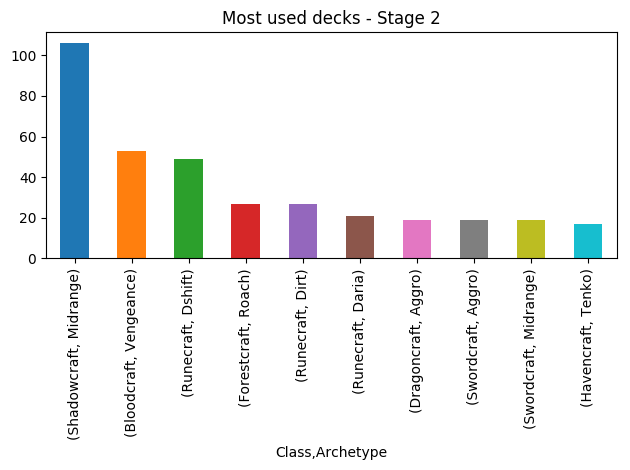 Most used decks - Stage 2
100
80
60
40
20
0
(Shadowcraft, Midrange)
(Bloodcraft, Vengeance)
(Runecraft, Dshift)
(Forestcraft, Roach)
(Runecraft, Dirt)
(Runecraft, Daria)
(Dragoncraft, Aggro)
(Swordcraft, Aggro)
(Swordcraft, Midrange)
(Havencraft, Tenko)
Class,Archetype